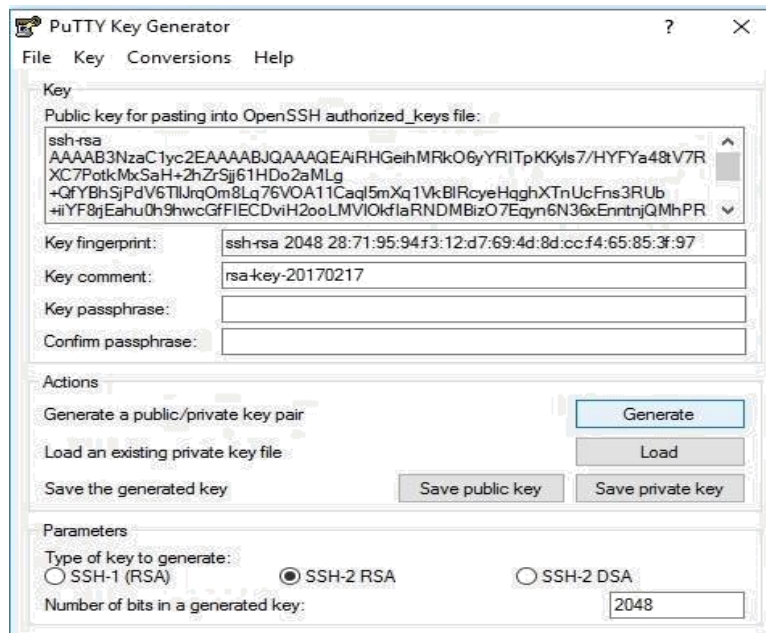 PuTTY Key Generator
? X
File Key Conversions Help
Key
Public key for pasting into OpenSSH authorized_keys file:
ssh-rsa
AAAAB3NzaC1yc2EAAAABJQAAAQEAiRHGeihMRkO6yYRITpKKyls7/HYFYa48tV7R
XC7PotkMxSaH+2hZrSjj61HDo2aMLg
+QfYBhSjPdV6TIlJrqOm8Lq76VOA11Caql5mXq1VkBlRcyeHqghXTnUcFns3RUb
+iiYF8rjEahu0h9hwcGfFIECDviH2ooLMVlOkflaRNDMBizO7Eqyn6N36xEnntnjQMhPR
Key fingerprint: ssh-rsa 2048 28:71:95:94:f3:12:d7:69:4d:8d:cc:f4:65:85:3f:97
Key comment: rsa-key-20170217
Key passphrase:
Confirm passphrase:
Actions
Generate a public/private key pair Generate
Load an existing private key file Load
Save the generated key Save public key Save private key
Parameters
Type of key to generate:
SSH-1 (RSA) SSH-2 RSA SSH-2 DSA
Number of bits in a generated key: 2048